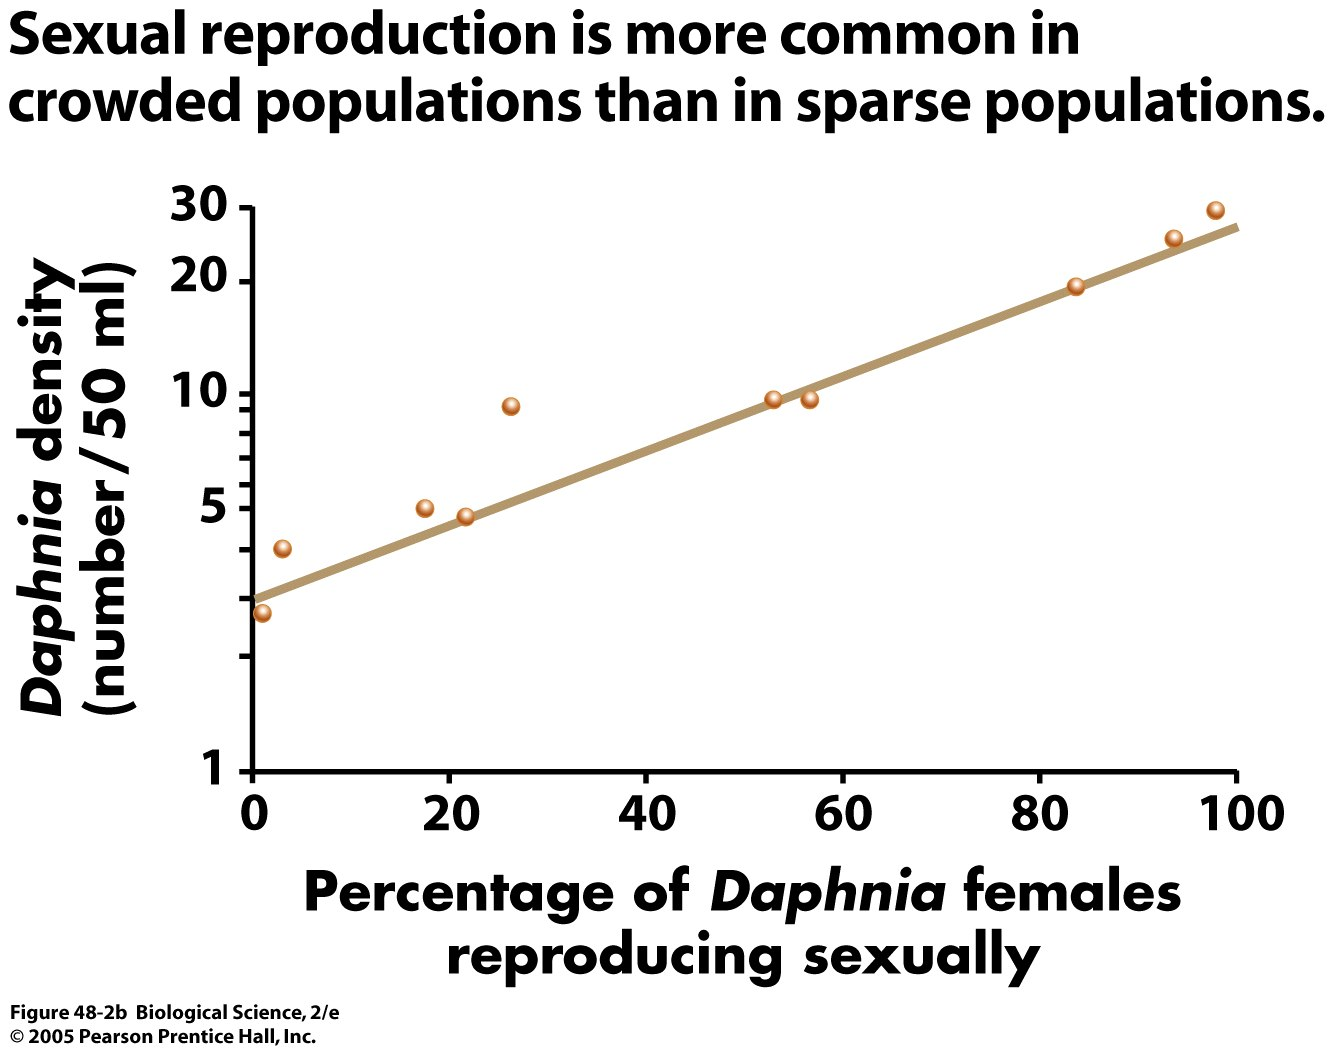 Sexual reproduction is more common in
crowded populations than in sparse populations.
Daphnia density
(number/50 ml)
30
20
10
5
1
0 20 40 60 80 100
Percentage of Daphnia females
reproducing sexually
Figure 48-2b Biological Science, 2/e
© 2005 Pearson Prentice Hall, Inc.